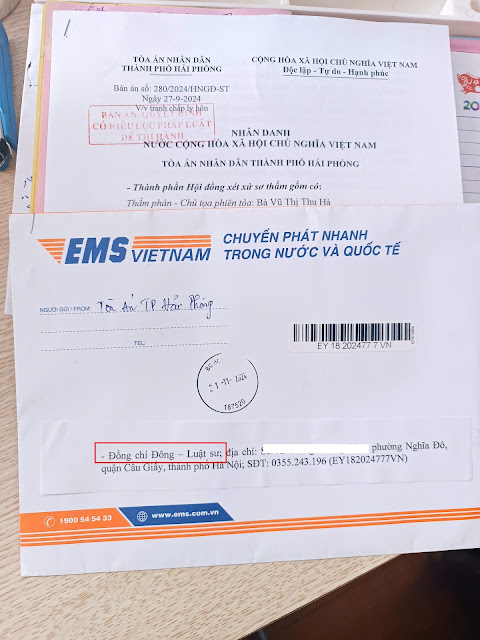 TÒA ÁN NHÂN DÂN
THÀNH PHỐ HẢI PHÒNG
CỘNG HÒA XÃ HỘI CHỦ NGHĨA VIỆT NAM
Độc lập - Tự do - Hạnh phúc
Bản án số: 280/2024/HNGĐ-ST
Ngày 27-9-2024
V/v tranh chấp ly hôn
BẢN ÁN, QUYẾT ĐỊNH
CÓ HIỆU LỰC PHÁP LUẬT
ĐỂ THI HÀNH
NHÂN DANH
NƯỚC CỘNG HÒA XÃ HỘI CHỦ NGHĨA VIỆT NAM
TÒA ÁN NHÂN DÂN THÀNH PHỐ HẢI PHÒNG
- Thành phần Hội đồng xét xử sơ thẩm gồm có:
Thẩm phán - Chủ tọa phiên tòa: Bà Vũ Thị Thu Hà
20
EMS VIETNAM
CHUYỂN PHÁT NHANH
TRONG NƯỚC VÀ QUỐC TẾ
NGƯỜI GỬI / FROM: Tòa Án TP Hải Phòng
TEL:
EY 18 202477 7 VN
21-11-2024
187520
- Đồng chí Đông – Luật sư; địa chỉ: phường Nghĩa Đô,
quận Cầu Giấy, thành phố Hà Nội; SĐT: 0355.243.196 (EY182024777VN)
1900 54 54 33
www.ems.com.vn